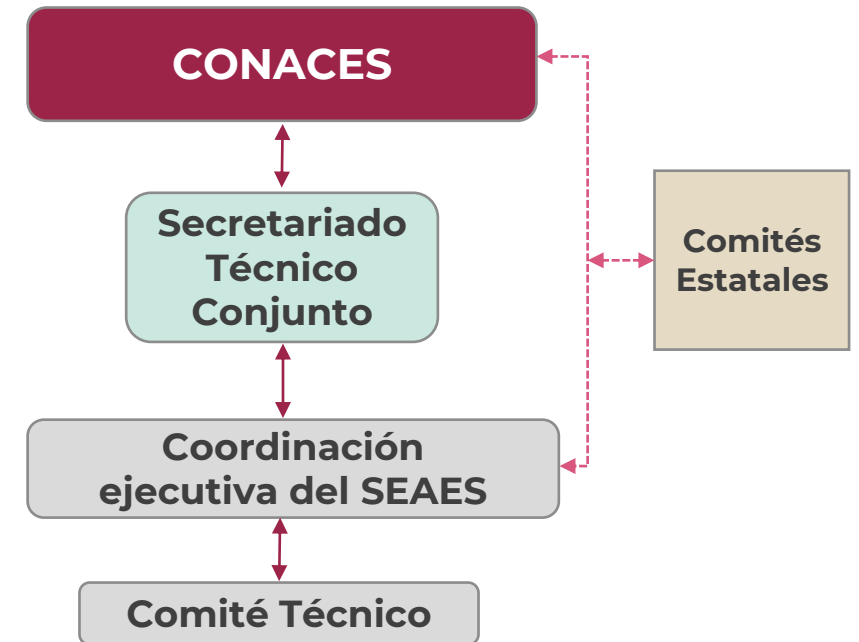 CONACES
Secretariado
Técnico
Conjunto
Comités
Estatales
Coordinación
ejecutiva del SEAES
Comité Técnico